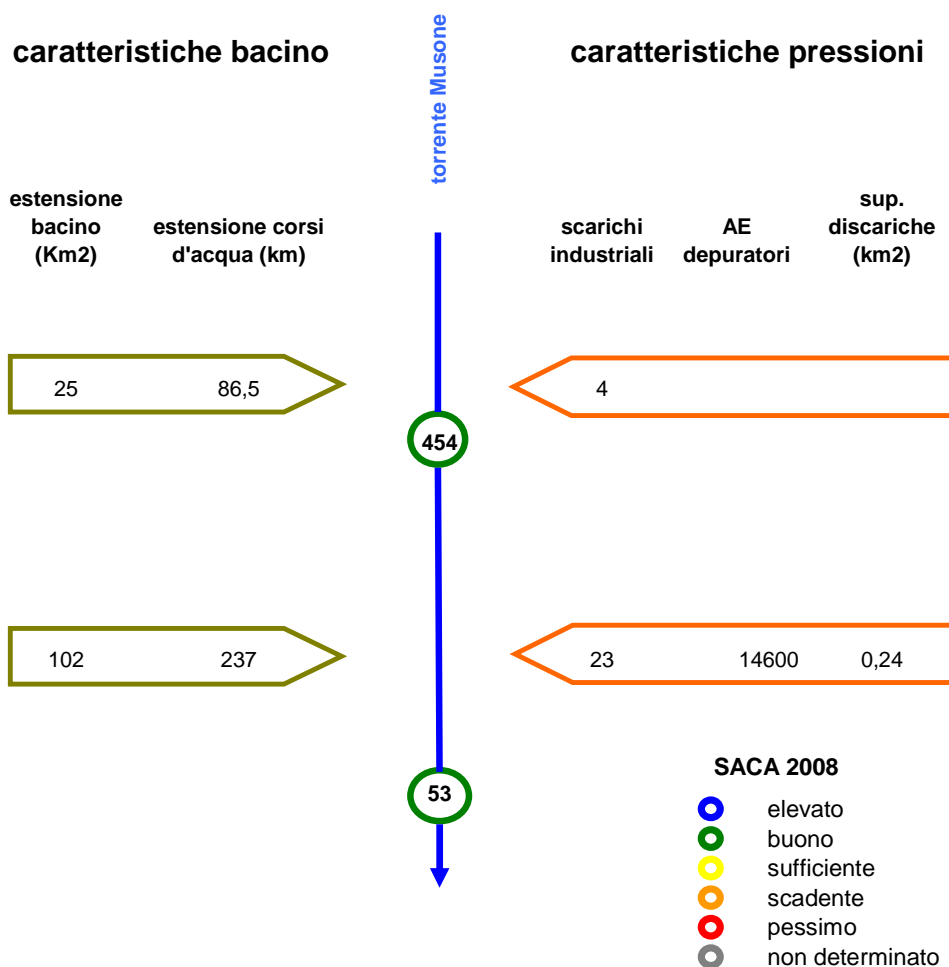 caratteristiche bacino
torrente Musone
caratteristiche pressioni
estensione
bacino
(Km2)
estensione corsi
d'acqua (km)
scarichi
industriali
AE
depuratori
sup.
discariche
(km2)
25
86,5
4
454
102
237
23
14600
0,24
53
SACA 2008
elevato
buono
sufficiente
scadente
pessimo
non determinato